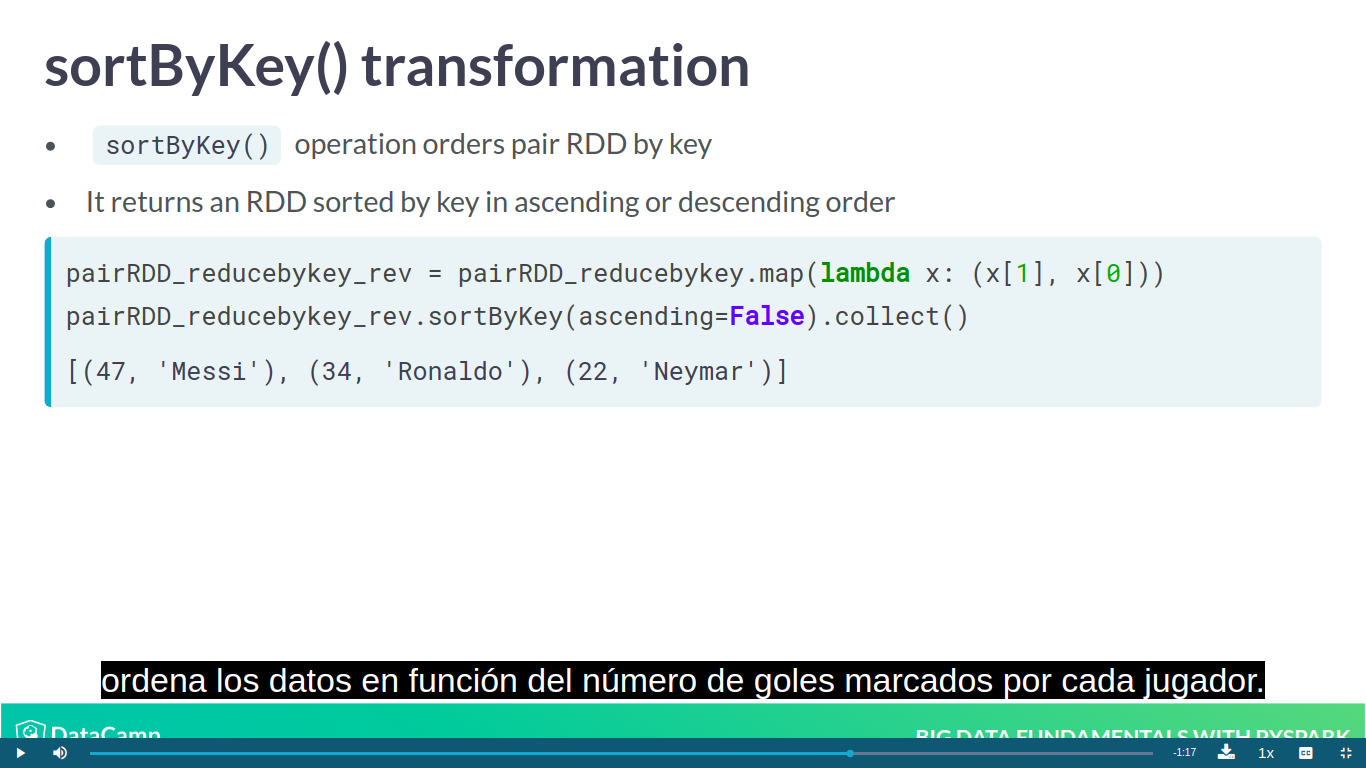 sortByKey() transformation
• sortByKey() operation orders pair RDD by key
• It returns an RDD sorted by key in ascending or descending order
pairRDD_reducebykey_rev = pairRDD_reducebykey.map(lambda x: (x[1], x[0]))
pairRDD_reducebykey_rev.sortByKey(ascending=False).collect()
[(47, 'Messi'), (34, 'Ronaldo'), (22, 'Neymar')]
ordena los datos en función del número de goles marcados por cada jugador.
DataCamp
BIG DATA FUNDAMENTALS WITH PYSPARK
-1:17
1x
CC